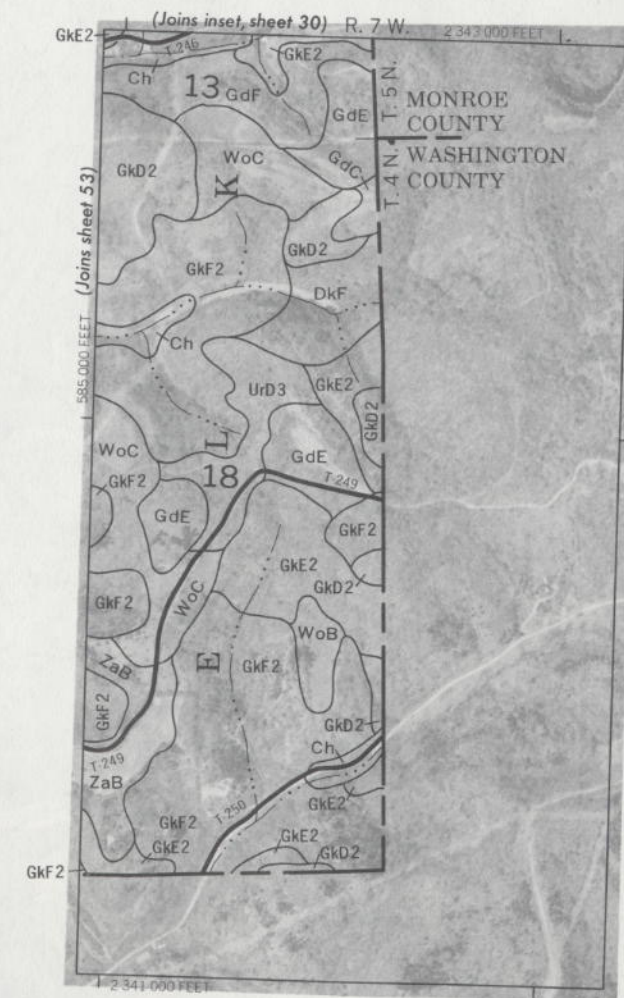 (Joins inset, sheet 30) R. 7 W. 2 343 000 FEET
GkE2
T-246
GkE2
Ch
13
GdF
GdE
T. 5 N.
MONROE
COUNTY
T. 4 N.
WASHINGTON
COUNTY
GkD2
WoC
GdC
K
(Joins sheet 53)
GkD2
GkF2
DkF
Ch
585 000 FEET
UrD3
GkE2
GkD2
WoC
L
GdE
18
T-249
GkF2
GdE
GkF2
GkE2
GkD2
GkF2
WoC
WoB
ZaB
E
GkF2
GkF2
GkD2
Ch
T-249
ZaB
GkE2
T-250
GkF2
GkE2
GkE2
GkD2
GkF2
2 341 000 FEET